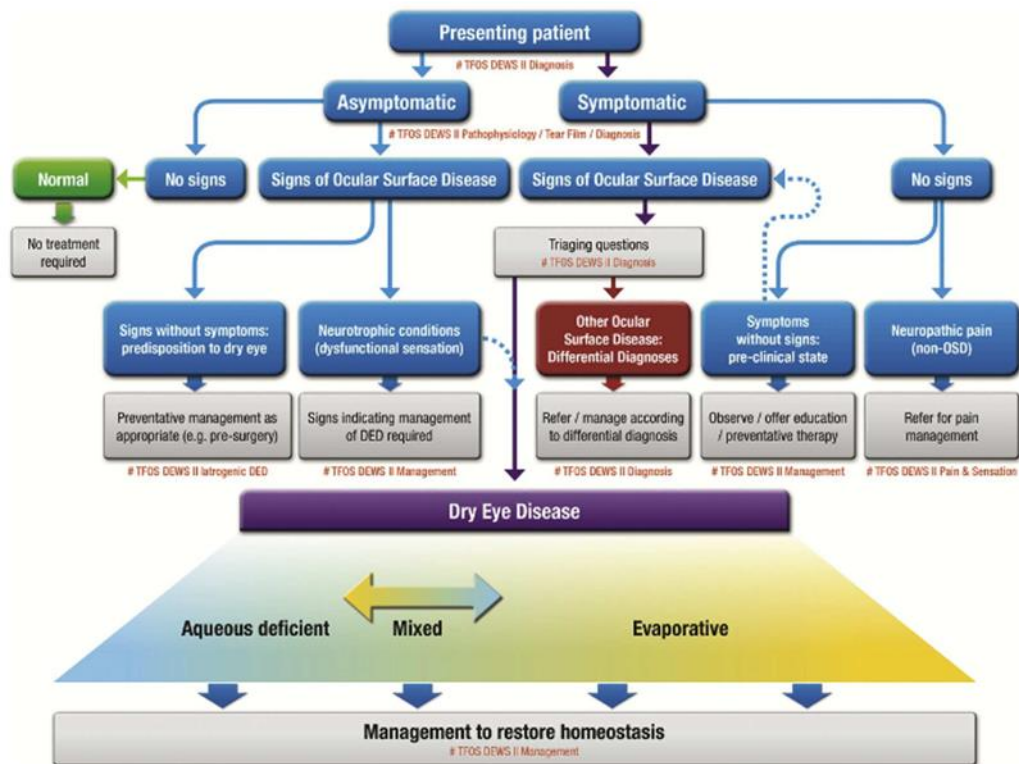 Presenting patient
# TFOS DEWS II Diagnosis
Asymptomatic
Symptomatic
# TFOS DEWS II Pathophysiology / Tear Film / Diagnosis
Normal
No signs
Signs of Ocular Surface Disease
Signs of Ocular Surface Disease
No signs
No treatment
required
Triaging questions
# TFOS DEWS II Diagnosis
Signs without symptoms:
predisposition to dry eye
Neurotrophic conditions
(dysfunctional sensation)
Other Ocular
Surface Disease:
Differential Diagnoses
Symptoms
without signs:
pre-clinical state
Neuropathic pain
(non-OSD)
Preventative management as
appropriate (e.g. pre-surgery)
# TFOS DEWS II Iatrogenic DED
Signs indicating management
of DED required
# TFOS DEWS II Management
Refer / manage according
to differential diagnosis
# TFOS DEWS II Diagnosis
Observe / offer education
/ preventative therapy
# TFOS DEWS II Management
Refer for pain
management
# TFOS DEWS II Pain & Sensation
Dry Eye Disease
Aqueous deficient
Mixed
Evaporative
Management to restore homeostasis
# TFOS DEWS II Management